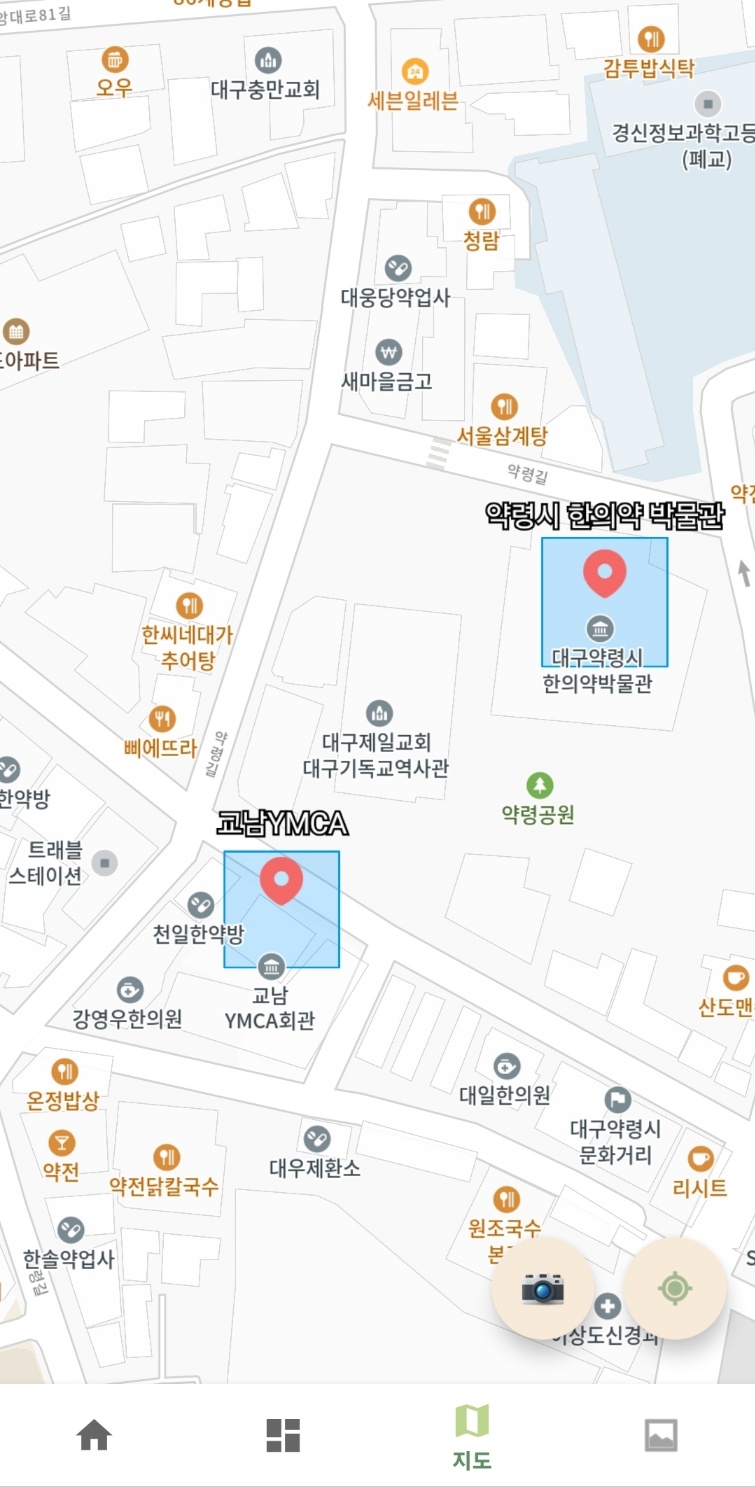 앙대로81길
오우
대구충만교회
세븐일레븐
감투밥식탁
경신정보과학고등
(폐교)
청람
대웅당약업사
새마을금고
아파트
서울삼계탕
약령길
약령시 한의약 박물관
대구약령시
한의약박물관
한씨네대가
추어탕
삐에뜨라
약령길
대구제일교회
대구기독교역사관
약령공원
한약방
교남YMCA
트래블
스테이션
천일한약방
교남
YMCA회관
강영우한의원
산도맨
온정밥상
대일한의원
대구약령시
문화거리
약전
약전닭칼국수
대우제환소
리시트
원조국수
한솔약업사
령길
이상도신경과
지도